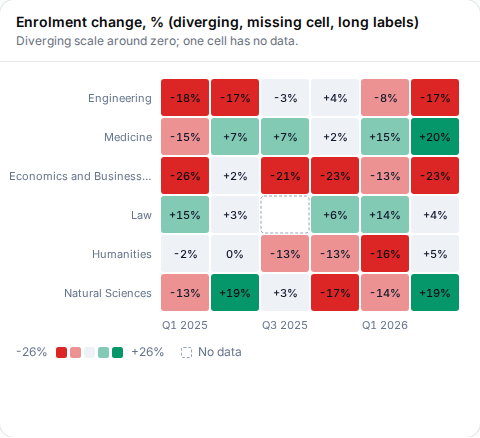 Enrolment change, % (diverging, missing cell, long labels)
Diverging scale around zero; one cell has no data.
Engineering -18% -17% -3% +4% -8% -17%
Medicine -15% +7% +7% +2% +15% +20%
Economics and Business... -26% +2% -21% -23% -13% -23%
Law +15% +3% +6% +14% +4%
Humanities -2% 0% -13% -13% -16% +5%
Natural Sciences -13% +19% +3% -17% -14% +19%
Q1 2025 Q3 2025 Q1 2026
-26% +26% No data